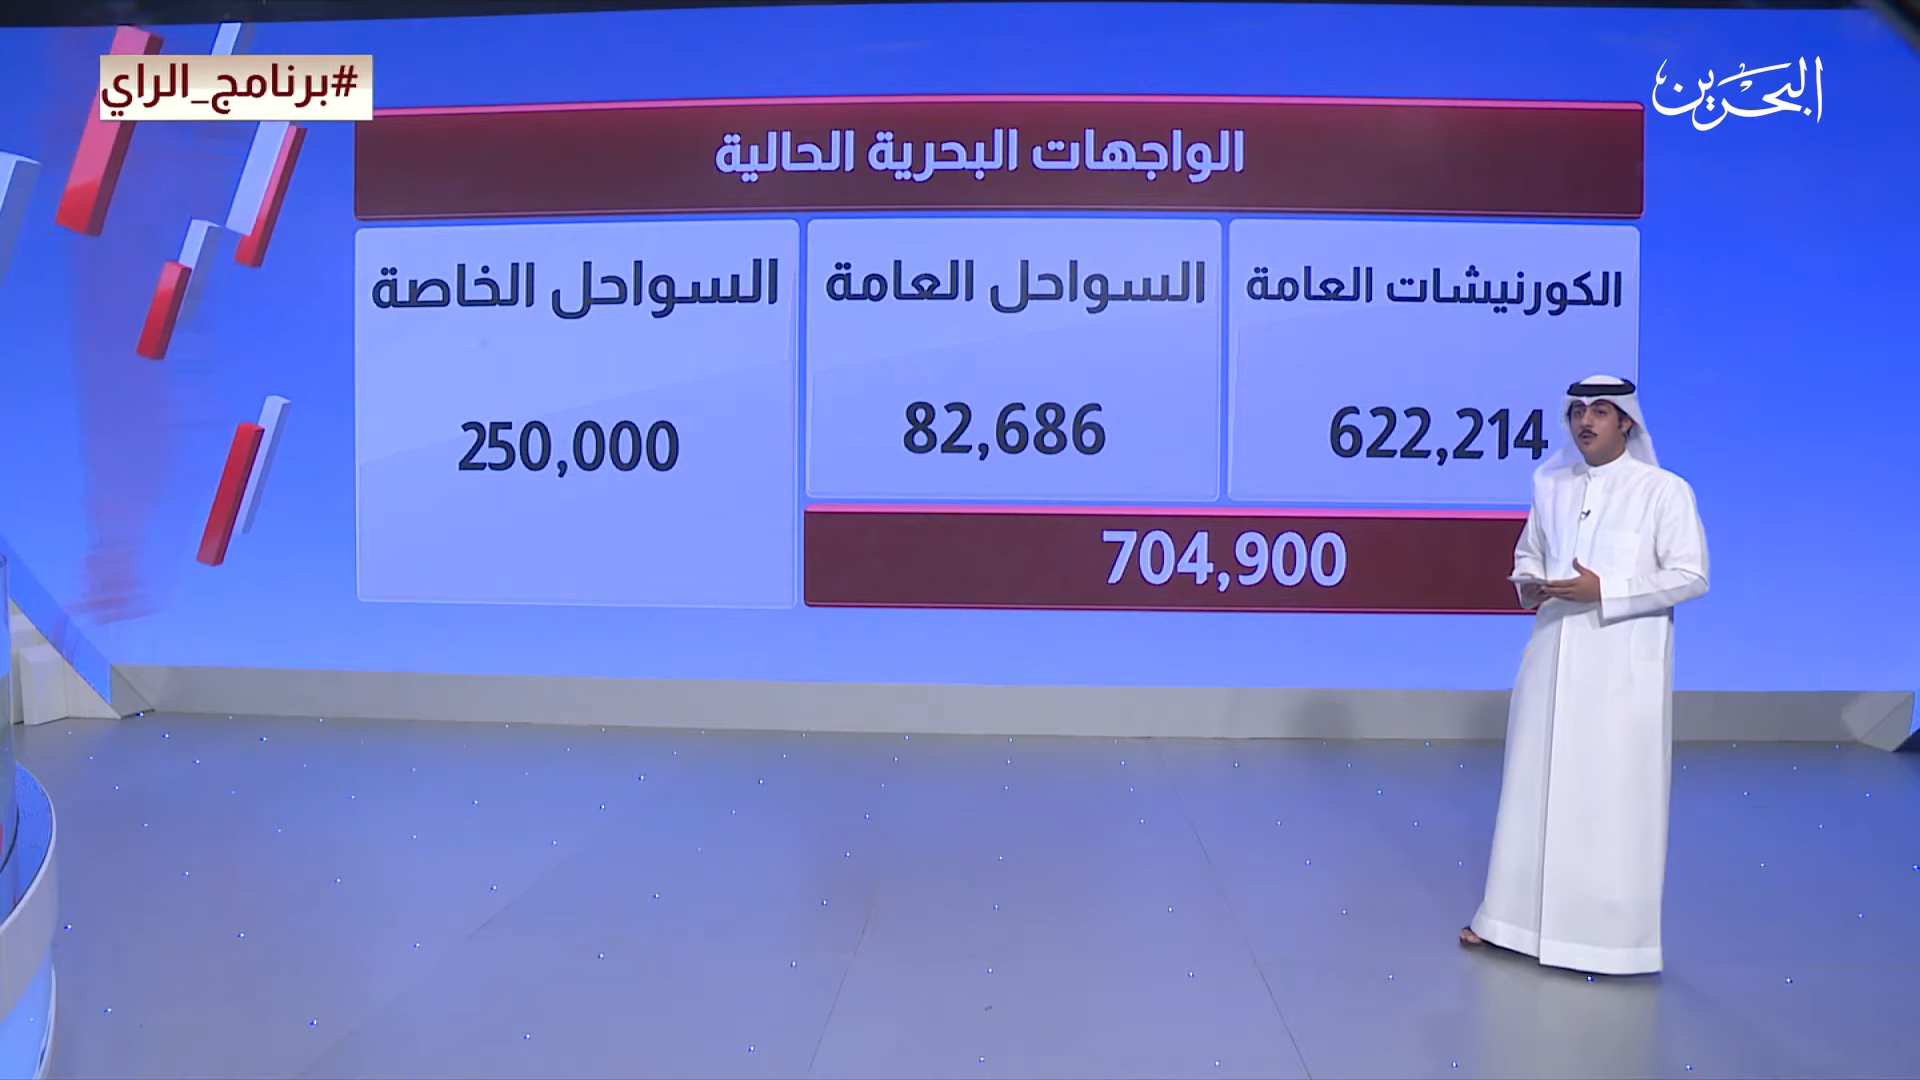 #برنامج_الراي
البحرين
الواجهات البحرية الحالية
الكورنيشات العامة
السواحل العامة
السواحل الخاصة
622,214
82,686
250,000
704,900